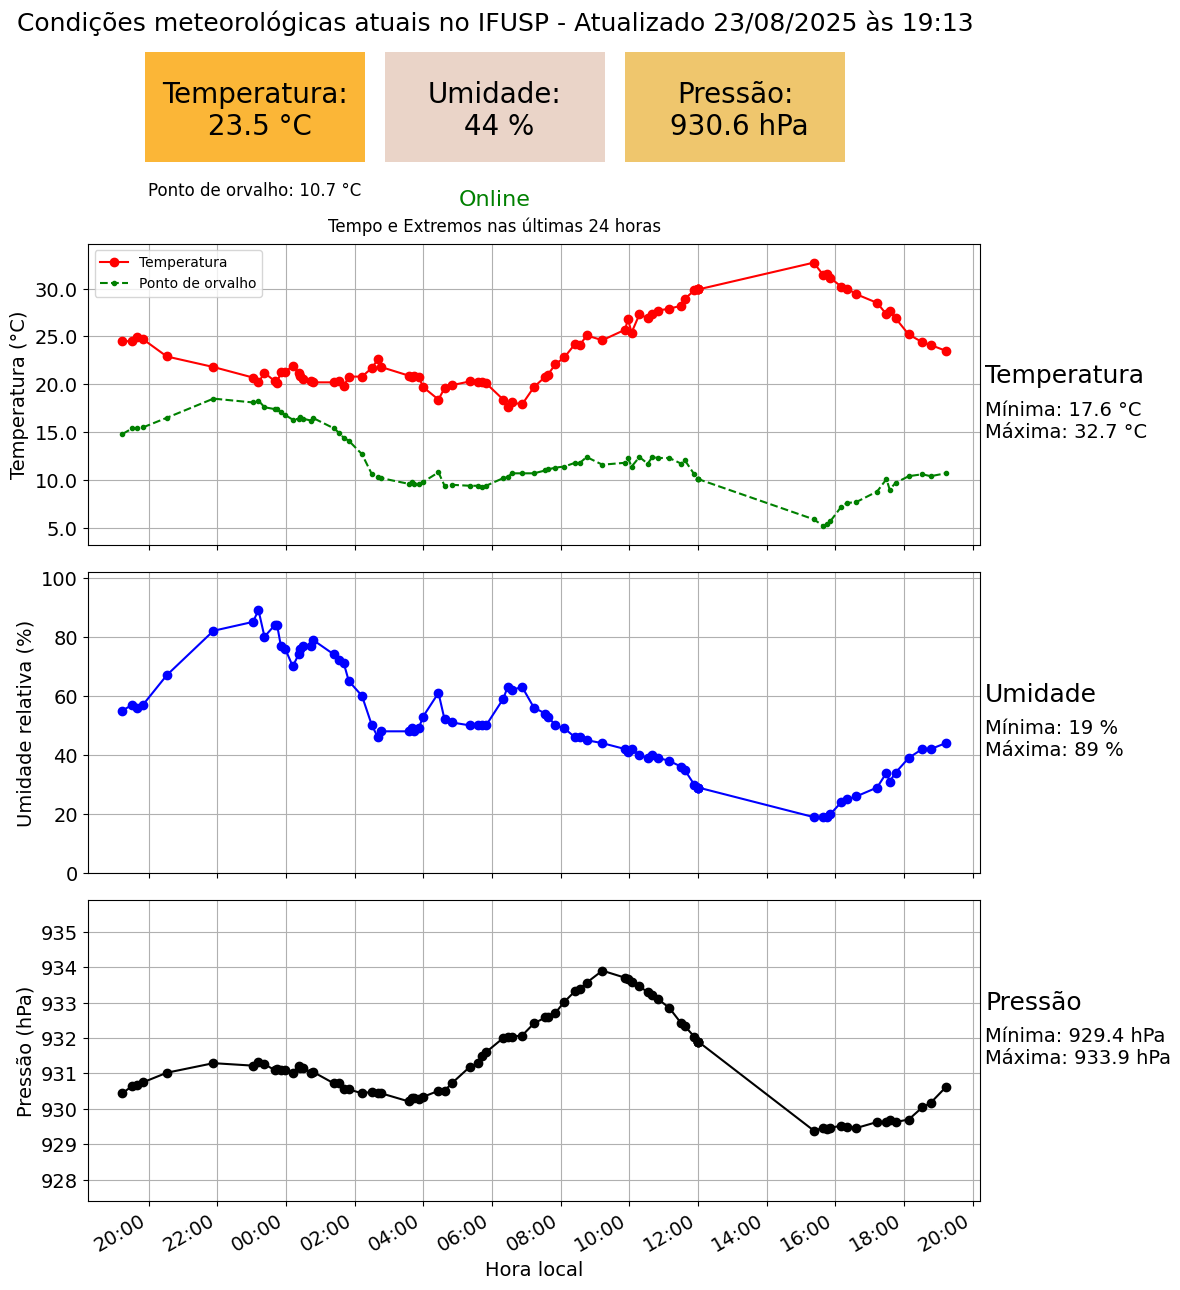 Condições meteorológicas atuais no IFUSP - Atualizado 23/08/2025 às 19:13
Temperatura:
23.5 °C
Umidade:
44 %
Pressão:
930.6 hPa
Ponto de orvalho: 10.7 °C
Online
Tempo e Extremos nas últimas 24 horas
Temperatura
Ponto de orvalho
Temperatura (°C)
30.0
25.0
20.0
15.0
10.0
5.0
Temperatura
Mínima: 17.6 °C
Máxima: 32.7 °C
Umidade relativa (%)
100
80
60
40
20
0
Umidade
Mínima: 19 %
Máxima: 89 %
Pressão (hPa)
935
934
933
932
931
930
929
928
Pressão
Mínima: 929.4 hPa
Máxima: 933.9 hPa
20:00 22:00 00:00 02:00 04:00 06:00 08:00 10:00 12:00 14:00 16:00 18:00 20:00
Hora local